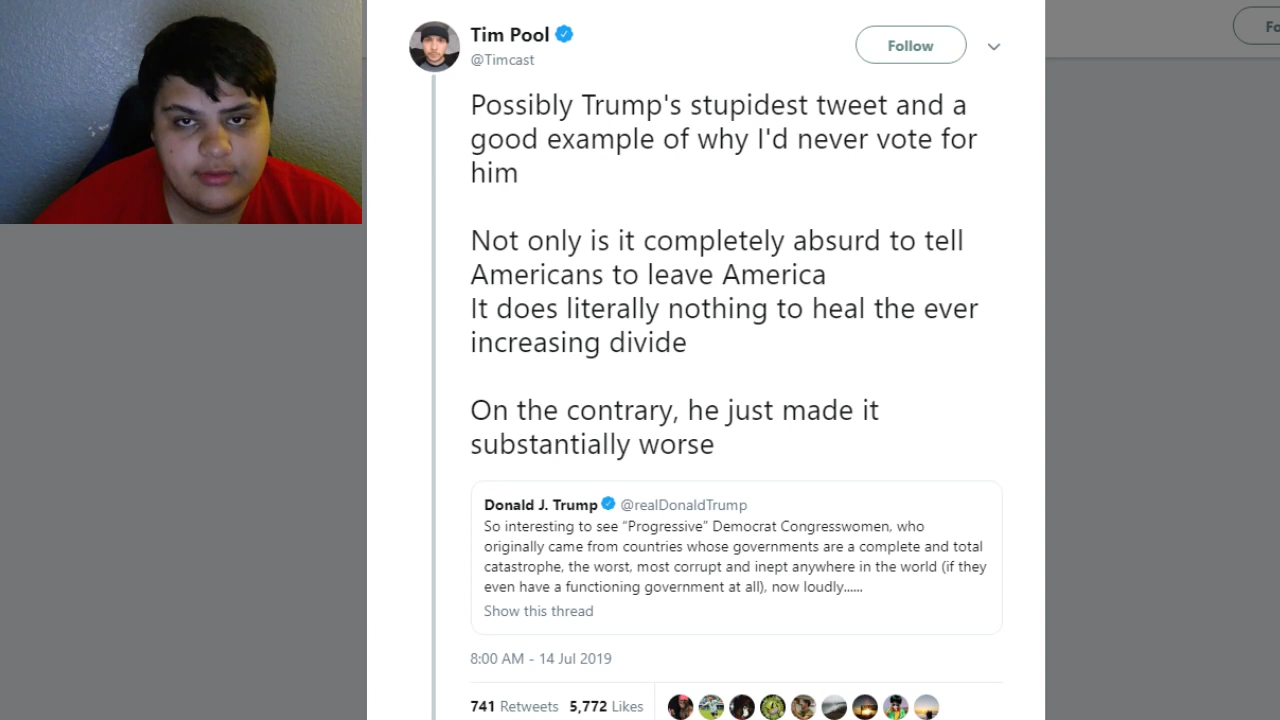 Tim Pool
@Timcast
Follow
Fo
Possibly Trump's stupidest tweet and a
good example of why I'd never vote for
him
Not only is it completely absurd to tell
Americans to leave America
It does literally nothing to heal the ever
increasing divide
On the contrary, he just made it
substantially worse
Donald J. Trump @realDonaldTrump
So interesting to see “Progressive” Democrat Congresswomen, who
originally came from countries whose governments are a complete and total
catastrophe, the worst, most corrupt and inept anywhere in the world (if they
even have a functioning government at all), now loudly......
Show this thread
8:00 AM - 14 Jul 2019
741 Retweets 5,772 Likes